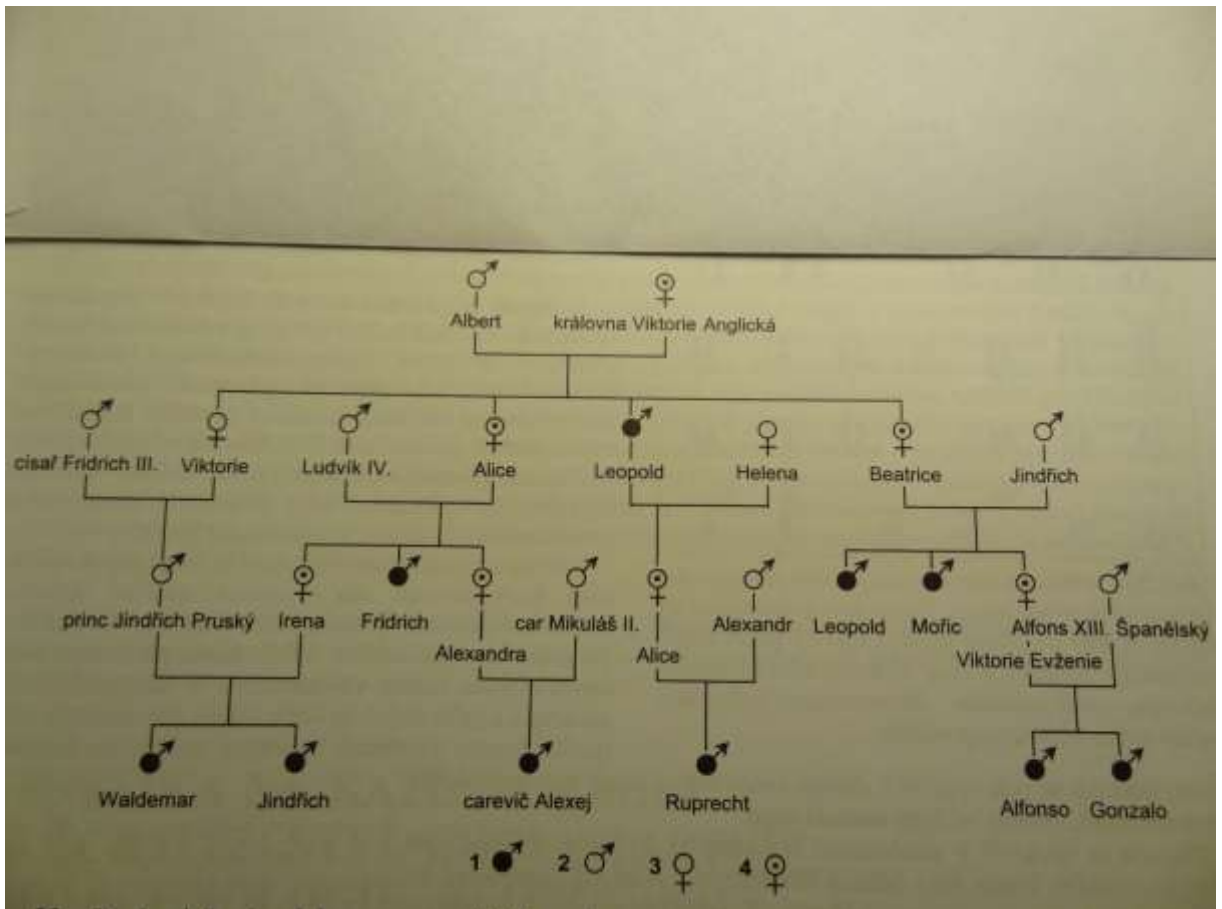 Albert královna Viktorie Anglická
císař Fridrich III. Viktorie Ludvík IV. Alice Leopold Helena Beatrice Jindřich
princ Jindřich Pruský Irena Fridrich car Mikuláš II. Alexandr Leopold Mořic Alfons XIII. Španělský
Alexandra Alice Viktorie Evženie
Waldemar Jindřich carevič Alexej Ruprecht Alfonso Gonzalo
1 2 3 4